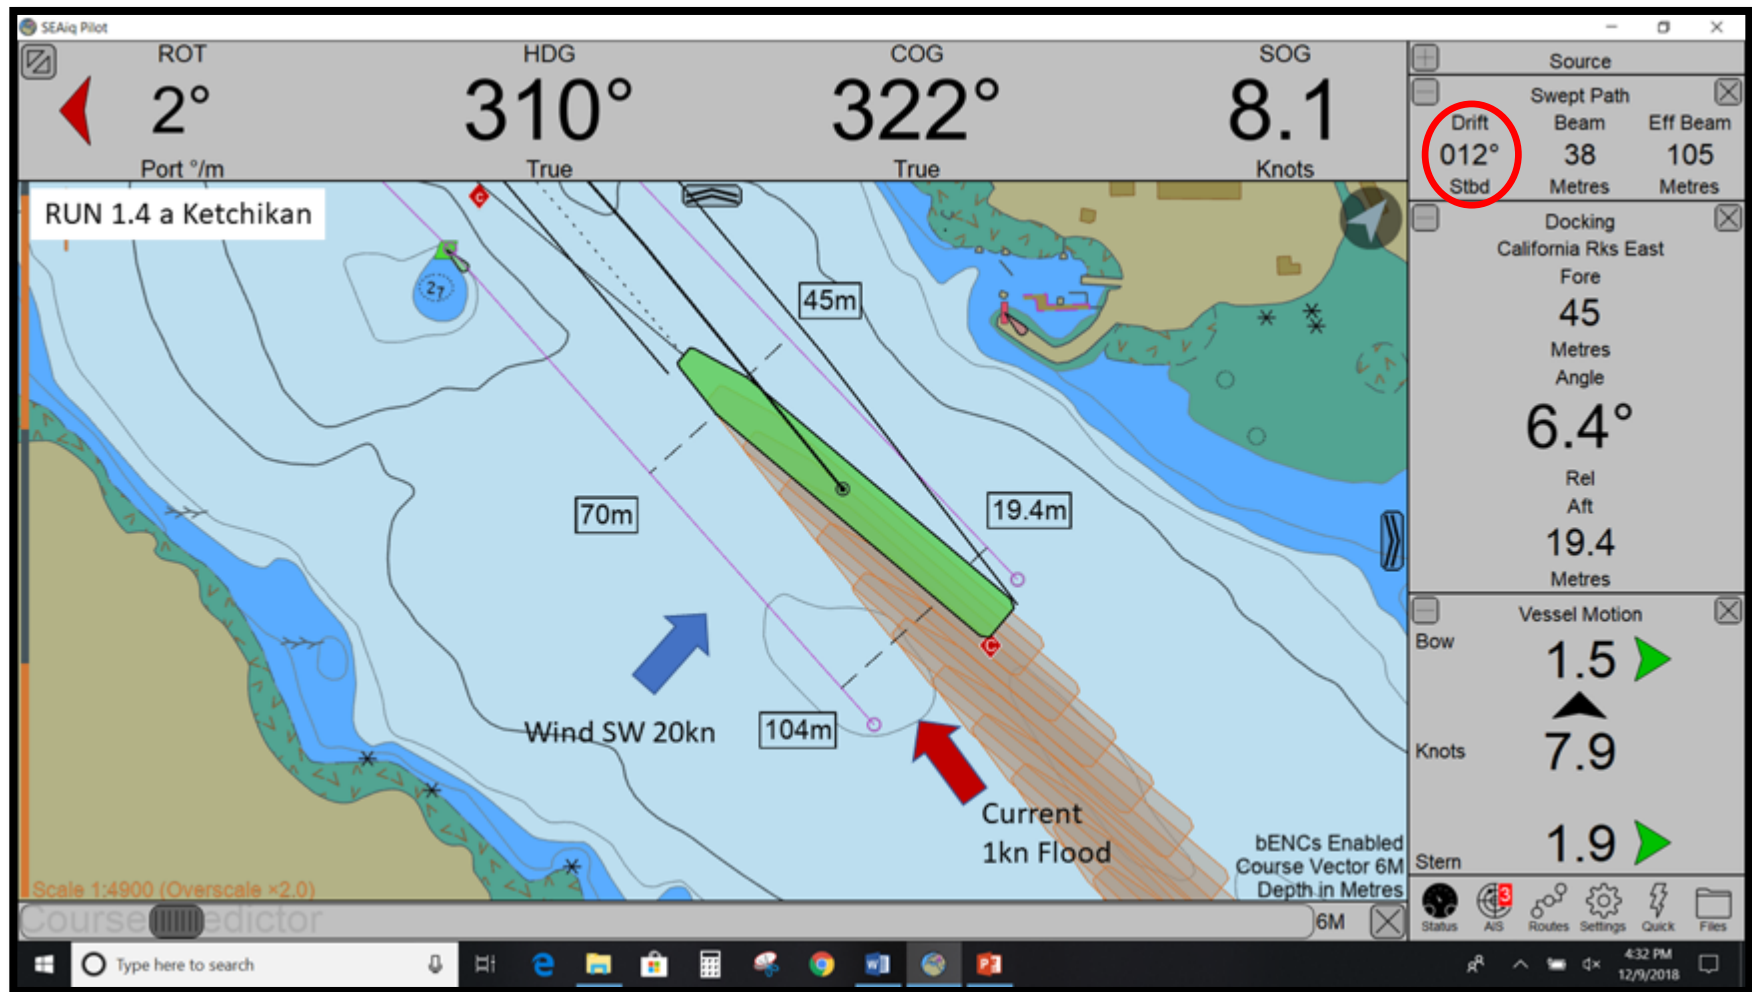 SEAiq Pilot
ROT
2°
Port °/m
HDG
310°
True
COG
322°
True
SOG
8.1
Knots
RUN 1.4 a Ketchikan
27
C
45m
70m
19.4m
104m
C
Wind SW 20kn
Current
1kn Flood
bENCs Enabled
Course Vector 6M
Depth in Metres
Scale 1:4900 (Overscale ×2.0)
6M
Source
Swept Path
Drift Beam Eff Beam
012° 38 105
Stbd Metres Metres
Docking
California Rks East
Fore
45
Metres
Angle
6.4°
Rel
Aft
19.4
Metres
Vessel Motion
Bow
1.5
Knots 7.9
1.9
Stern
3
Status AIS Routes Settings Quick Files
Type here to search
4:32 PM
12/9/2018